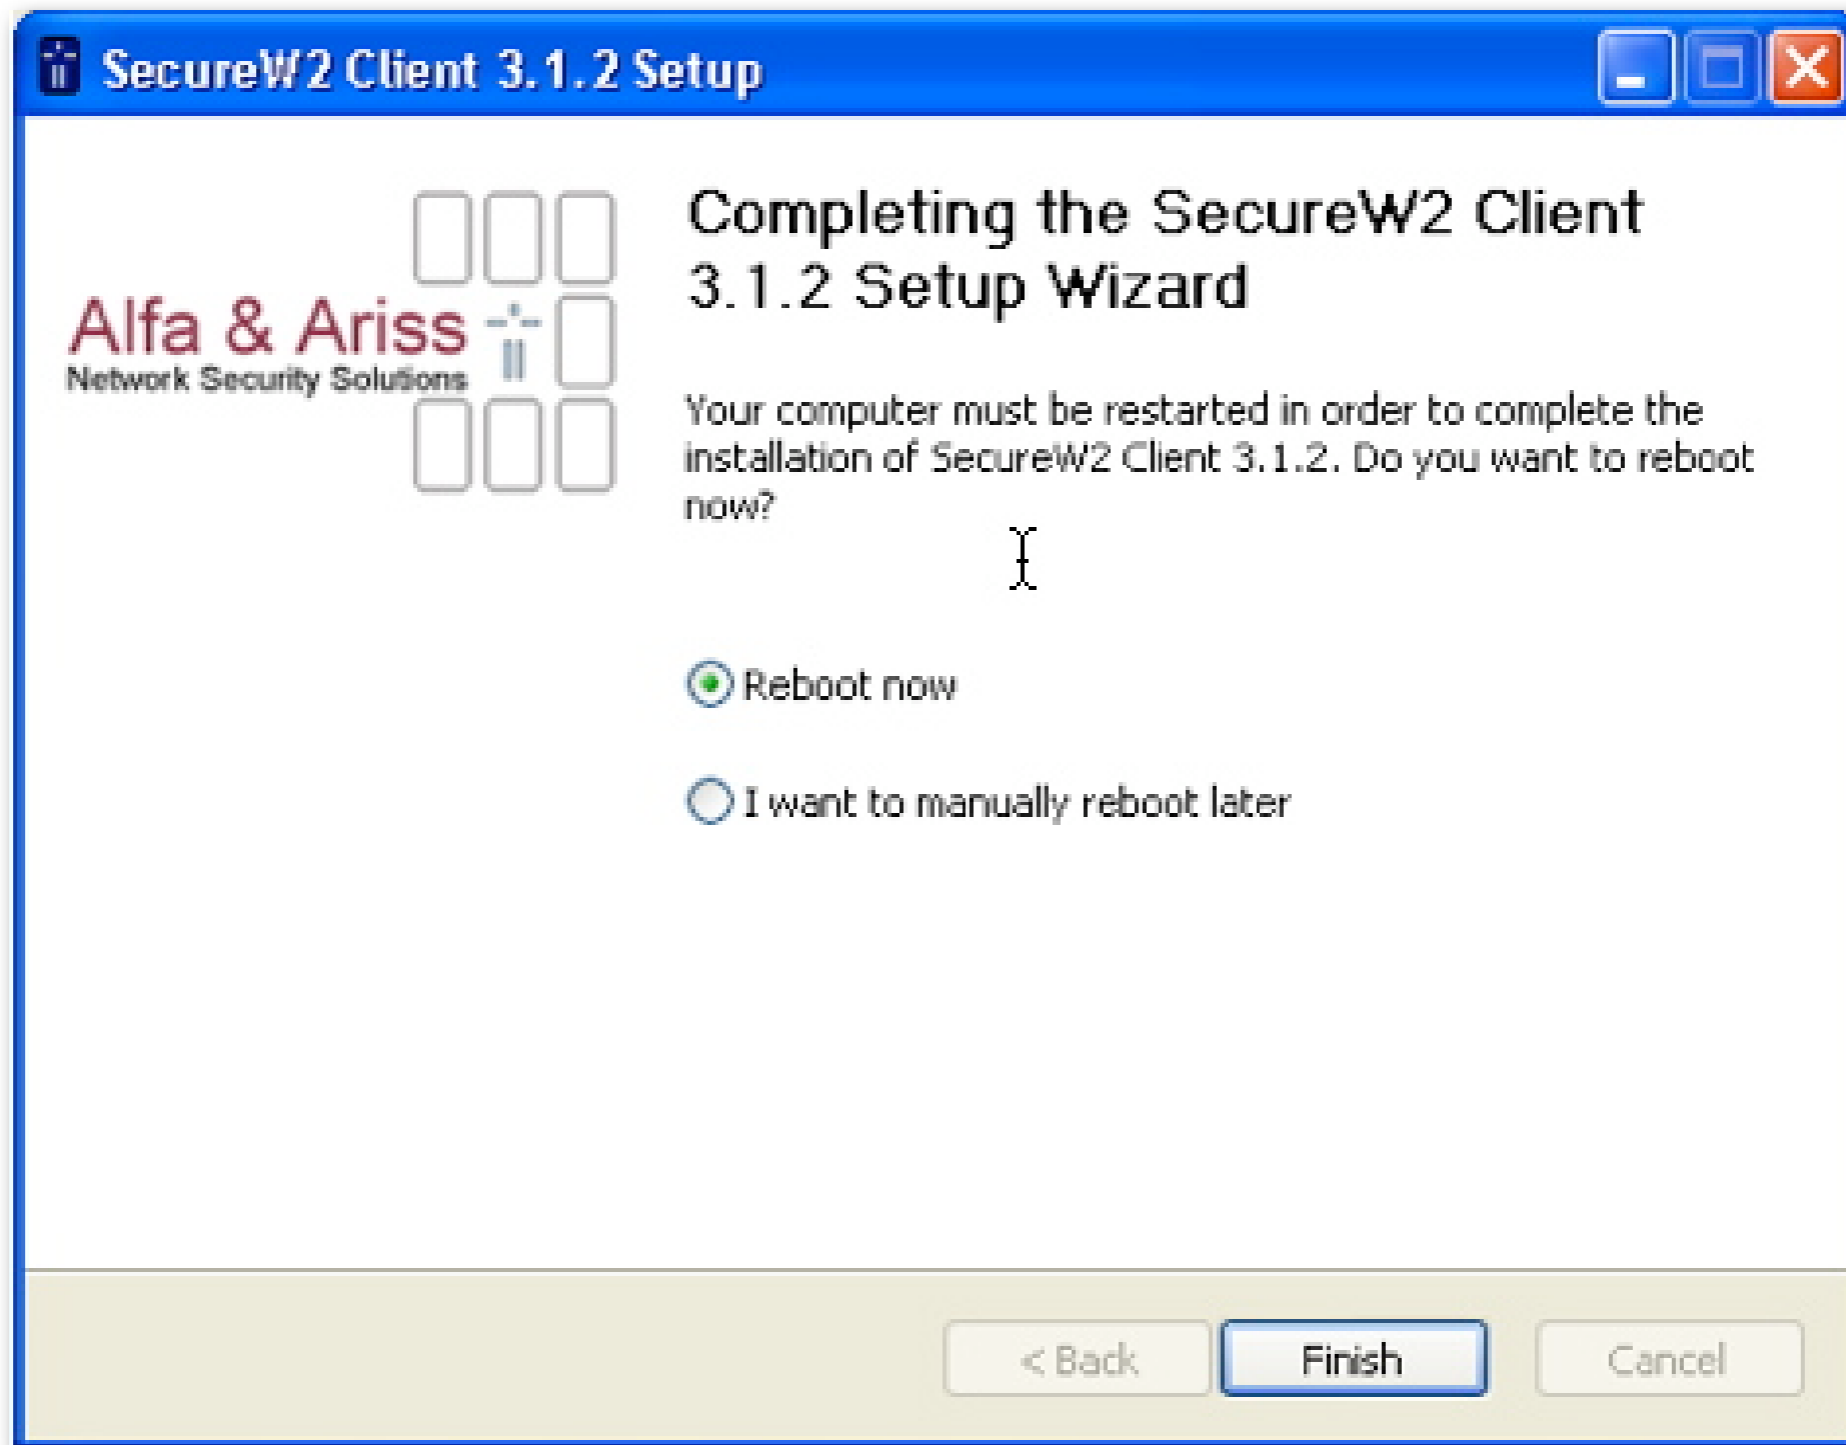 SecureW2 Client 3.1.2 Setup
Alfa & Ariss
Network Security Solutions
Completing the SecureW2 Client
3.1.2 Setup Wizard
Your computer must be restarted in order to complete the
installation of SecureW2 Client 3.1.2. Do you want to reboot
now?
Reboot now
I want to manually reboot later
< Back
Finish
Cancel